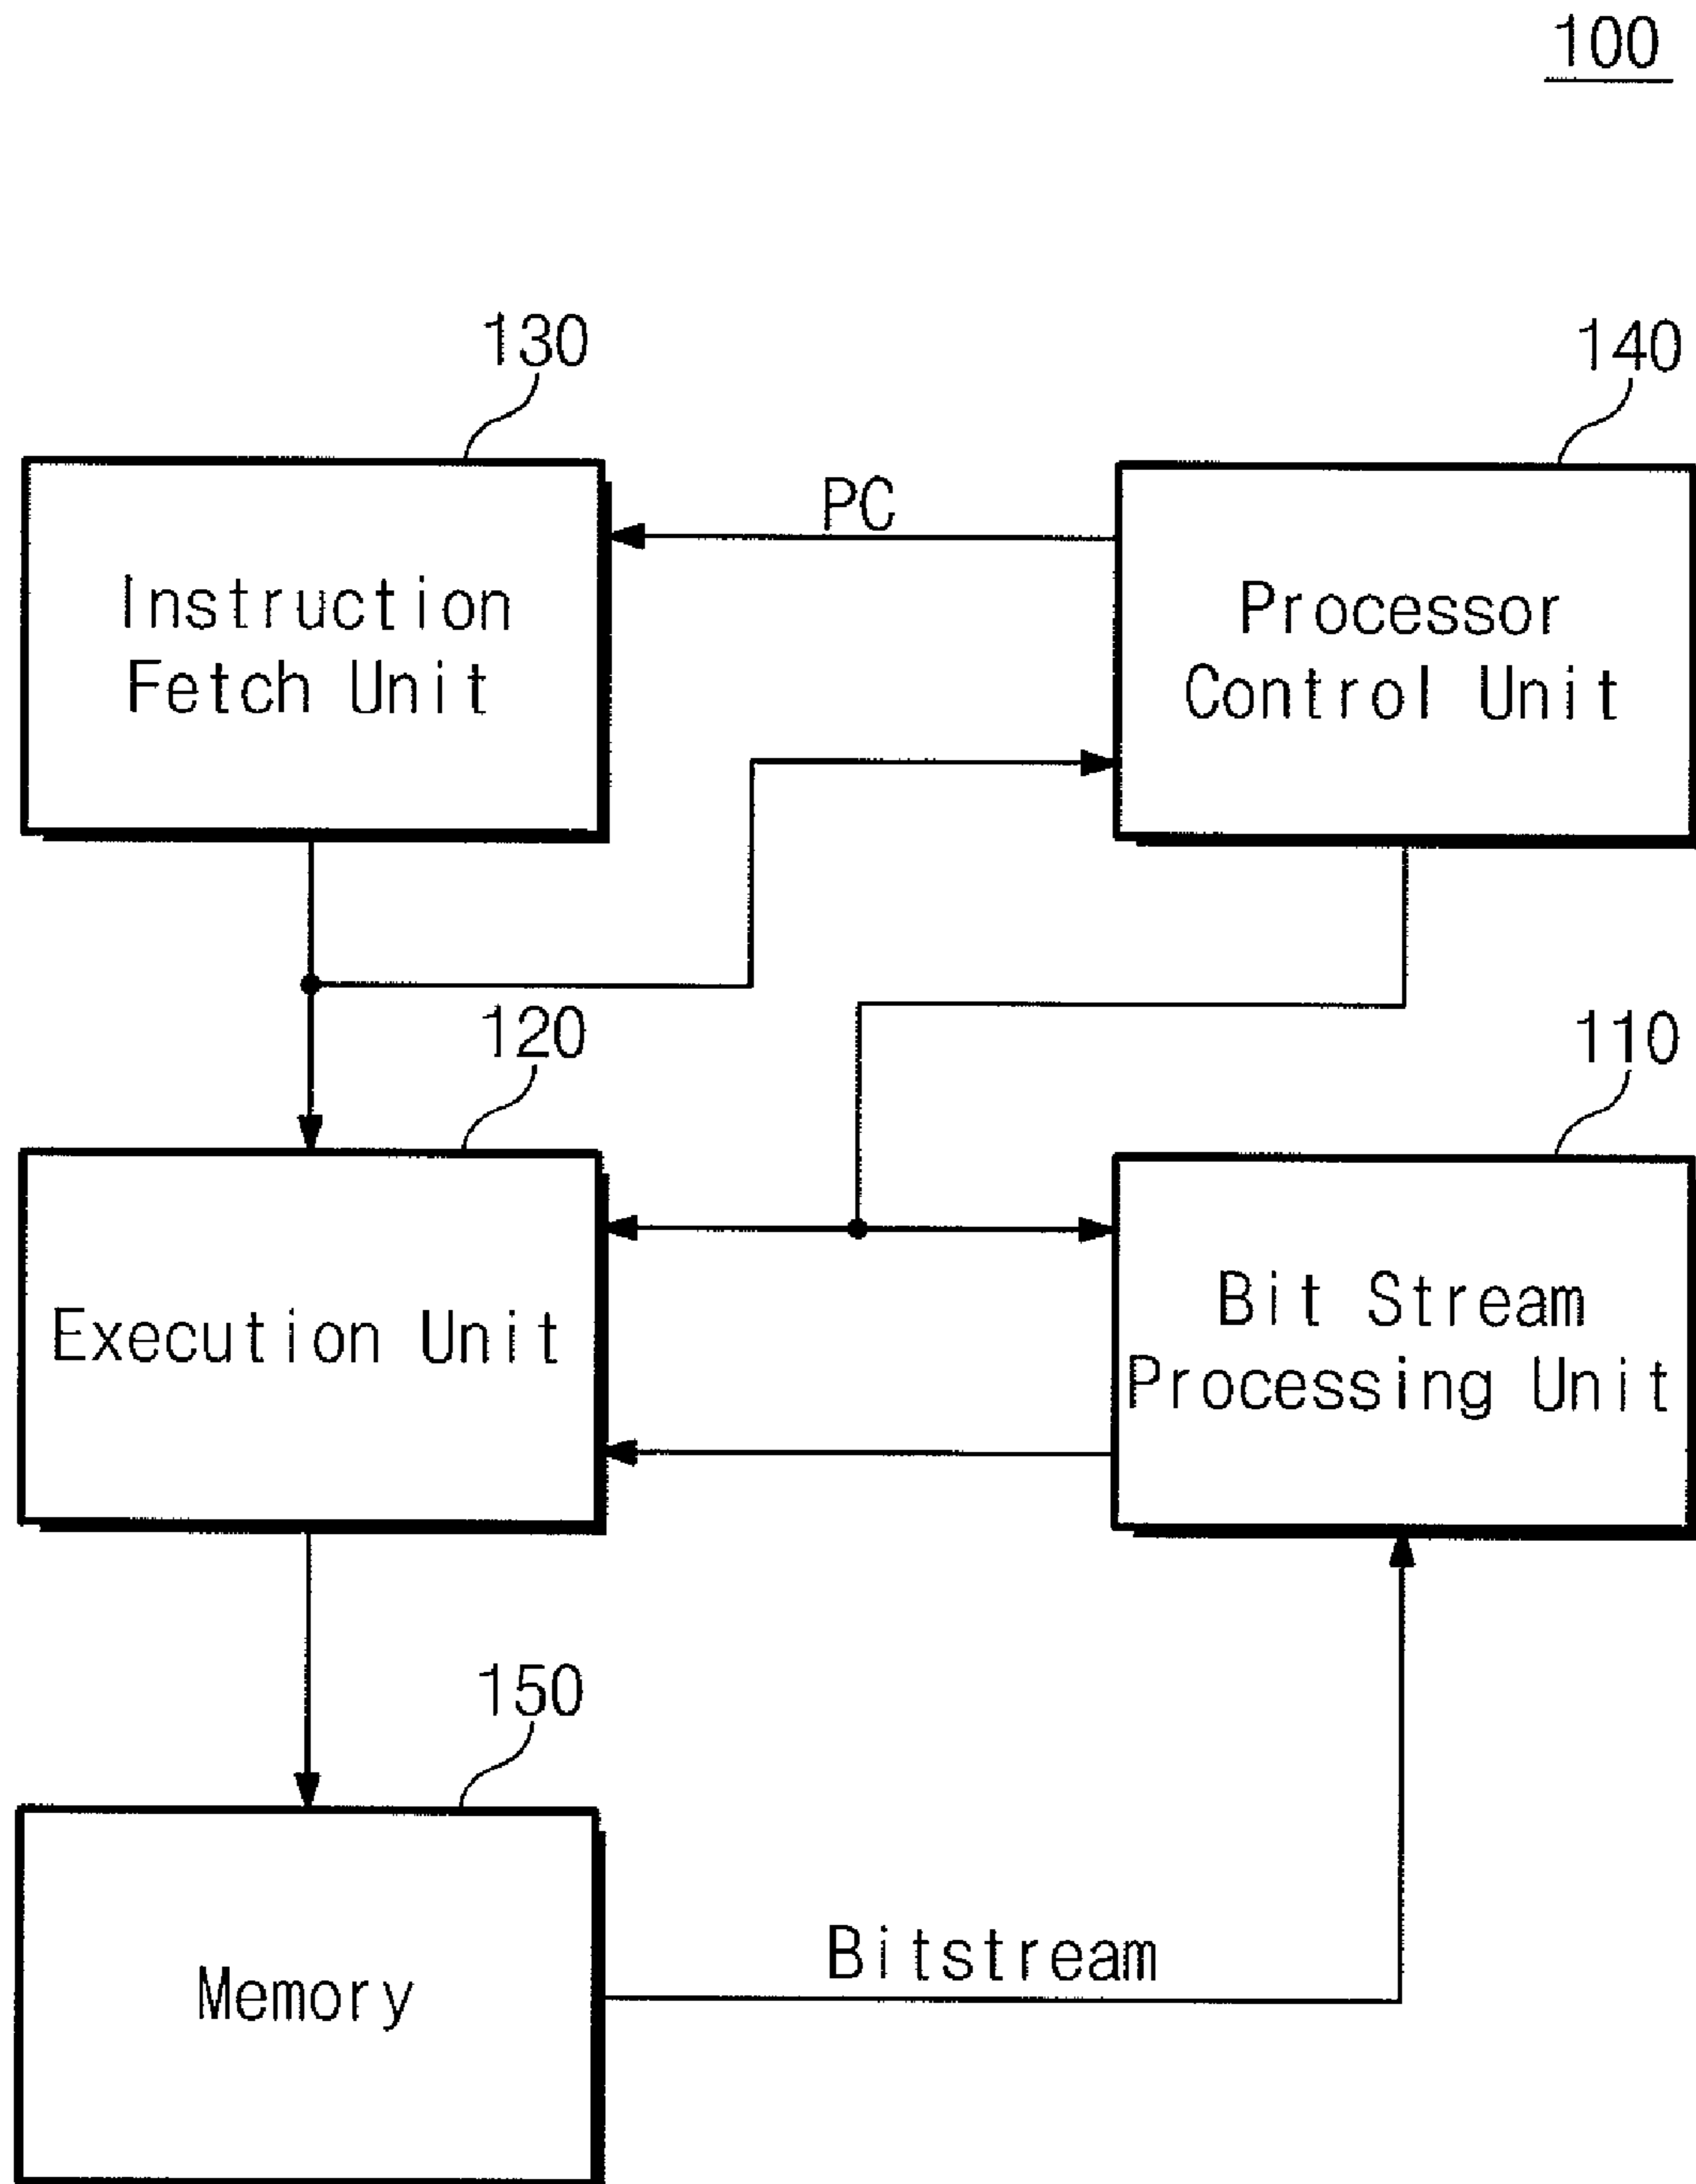 100
130
140
PC
Instruction
Fetch Unit
Processor
Control Unit
120
110
Execution Unit
Bit Stream
Processing Unit
150
Memory
Bitstream